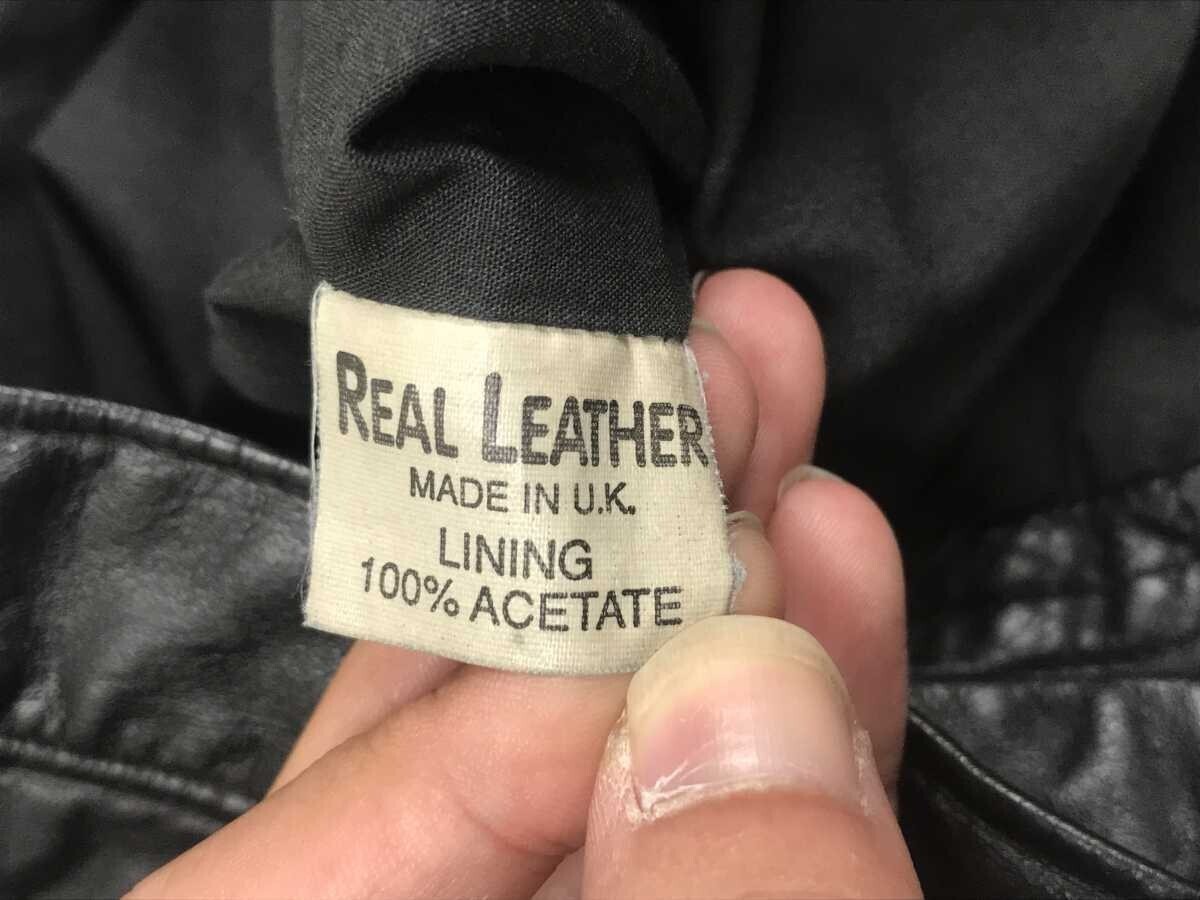 REAL LEATHER
MADE IN U.K.
LINING
100% ACETATE